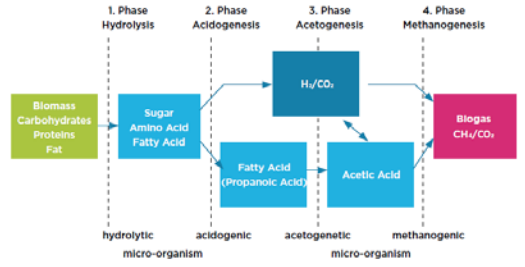 1. Phase
Hydrolysis
2. Phase
Acidogenesis
3. Phase
Acetogenesis
4. Phase
Methanogenesis
Biomass
Carbohydrates
Proteins
Fat
Sugar
Amino Acid
Fatty Acid
H₂/CO₂
Fatty Acid
(Propanoic Acid)
Acetic Acid
Biogas
CH₄/CO₂
hydrolytic
acidogenic
acetogenetic
methanogenic
micro-organism
micro-organism